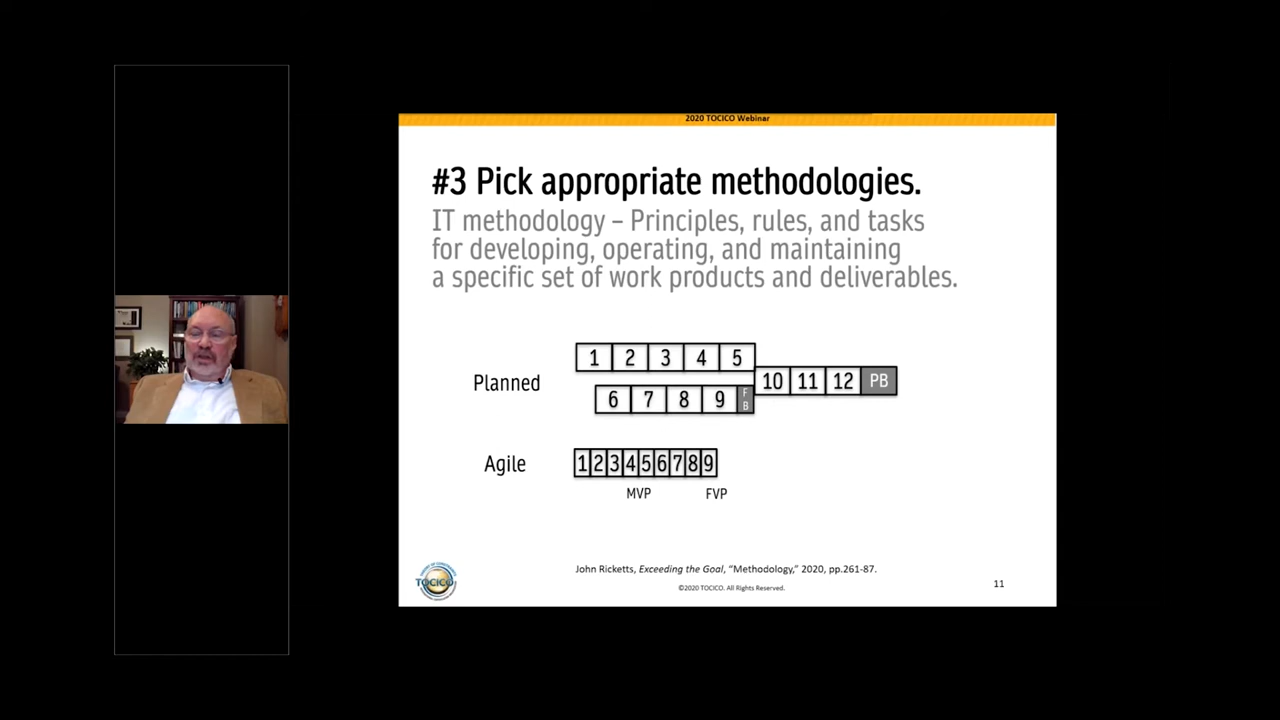 2020 TOCICO Webinar
#3 Pick appropriate methodologies.
IT methodology – Principles, rules, and tasks
for developing, operating, and maintaining
a specific set of work products and deliverables.
Planned
1 2 3 4 5
6 7 8 9 FB
10 11 12 PB
Agile
1 2 3 4 5 6 7 8 9
MVP FVP
TOCICO
John Ricketts, Exceeding the Goal, “Methodology,” 2020, pp.261-87.
©2020 TOCICO. All Rights Reserved.
11